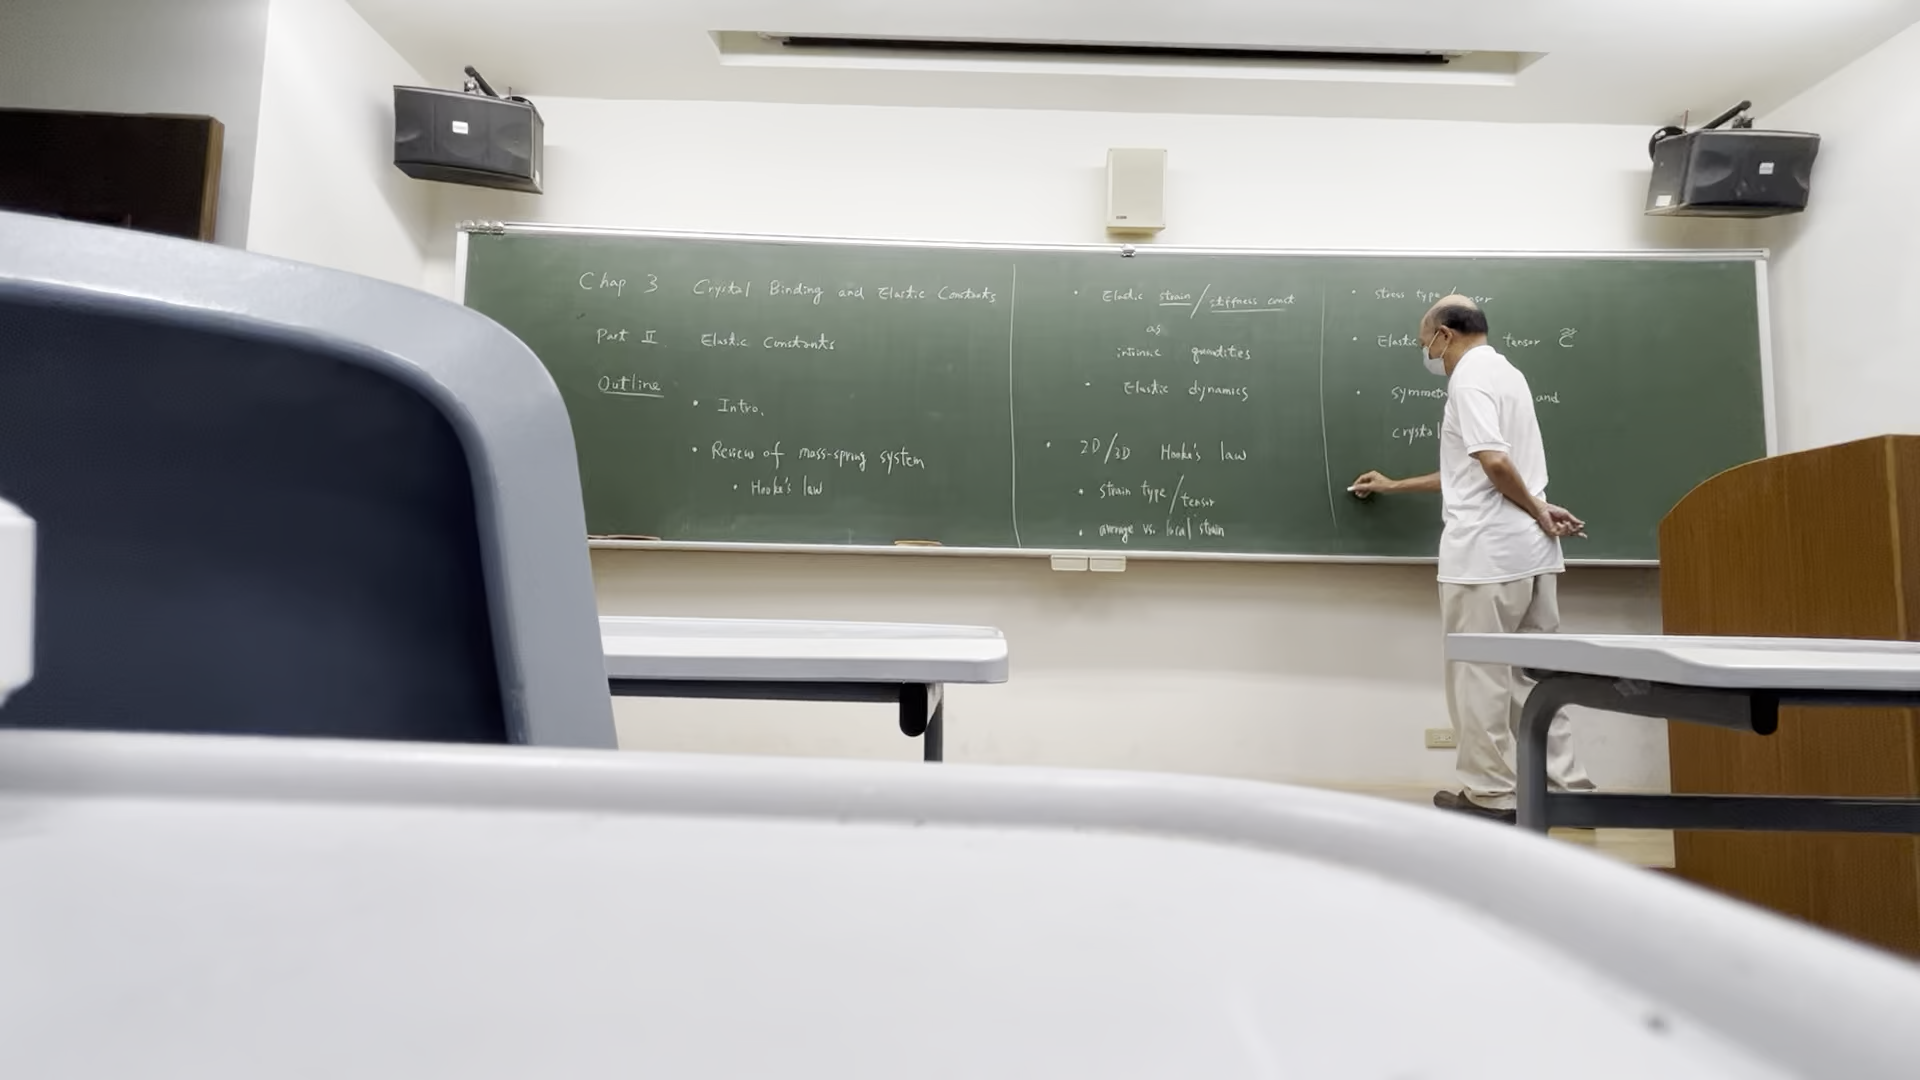 Chap 3 Crystal Binding and Elastic Constants
Part II Elastic Constants
Outline
• Intro.
• Review of mass-spring system
• Hooke's law
• Elastic strain/stiffness const
as
intrinsic quantities
• Elastic dynamics
• 2D/3D Hooke's law
• strain type/tensor
• average vs. local strain
• stress type/
• Elastic tensor C
• and
crystal